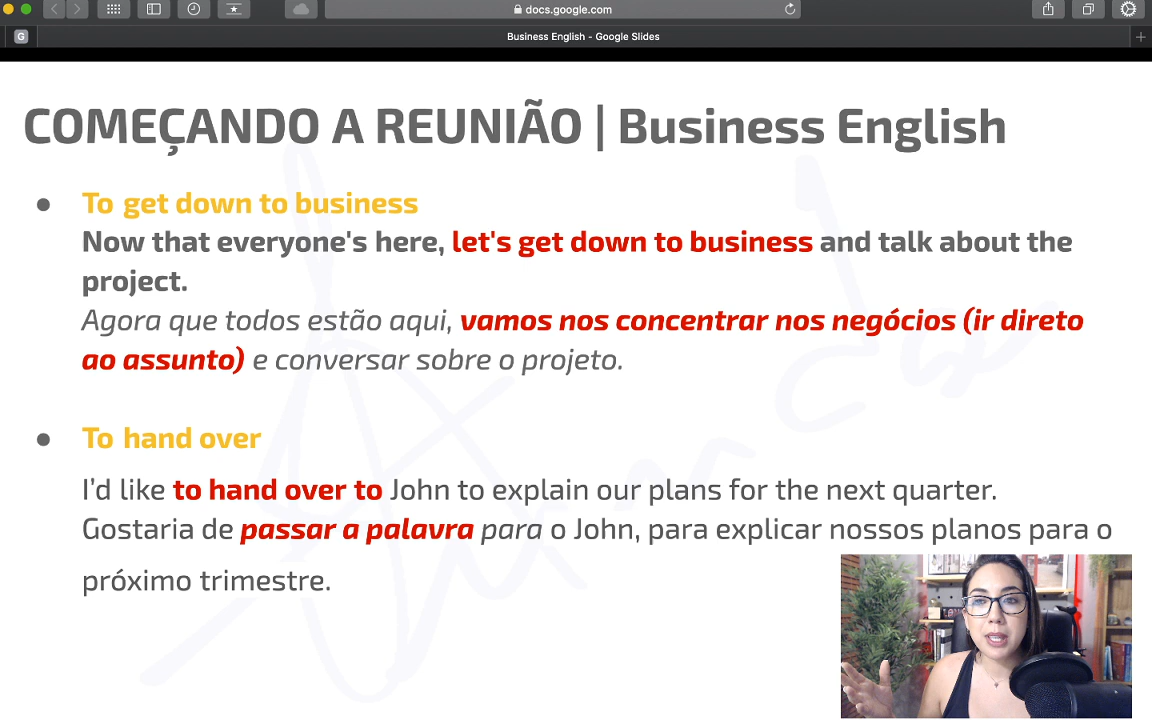 docs.google.com
G
Business English - Google Slides
COMEÇANDO A REUNIÃO | Business English
● To get down to business
Now that everyone's here, let's get down to business and talk about the
project.
Agora que todos estão aqui, vamos nos concentrar nos negócios (ir direto
ao assunto) e conversar sobre o projeto.
● To hand over
I'd like to hand over to John to explain our plans for the next quarter.
Gostaria de passar a palavra para o John, para explicar nossos planos para o
próximo trimestre.